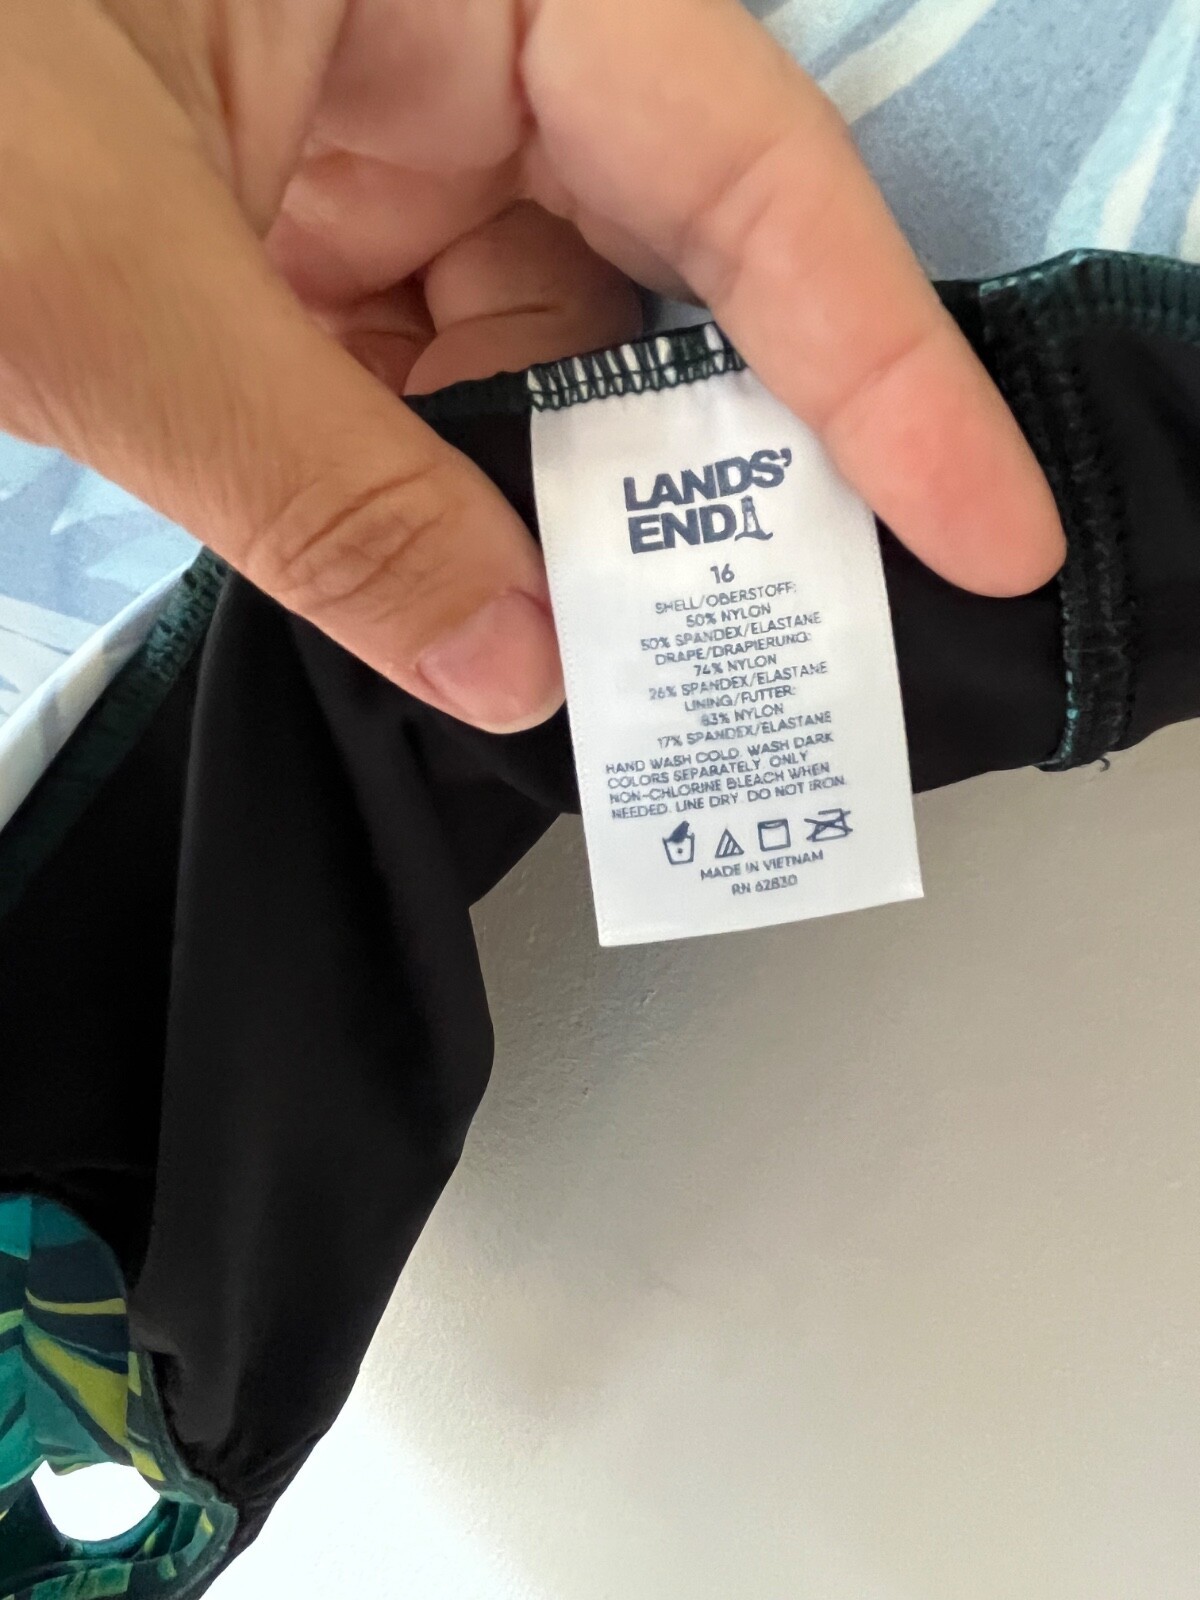 LANDS'
END
16
SHELL/OBERSTOFF:
50% NYLON
50% SPANDEX/ELASTANE
DRAPE/DRAPIERUNG:
74% NYLON
26% SPANDEX/ELASTANE
LINING/FUTTER:
83% NYLON
17% SPANDEX/ELASTANE
HAND WASH COLD. WASH DARK
COLORS SEPARATELY. ONLY
NON-CHLORINE BLEACH WHEN
NEEDED. LINE DRY. DO NOT IRON.
MADE IN VIETNAM
RN 62830